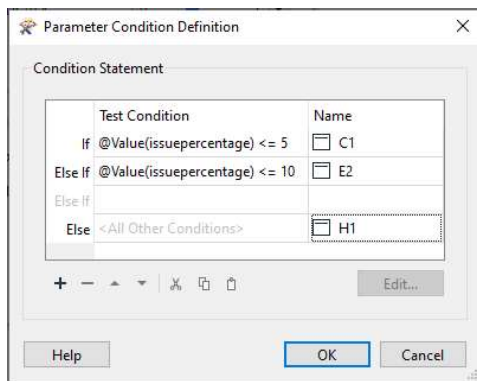 Parameter Condition Definition
Condition Statement
Test Condition Name
If @Value(issuepercentage) <= 5 C1
Else If @Value(issuepercentage) <= 10 E2
Else If
Else <All Other Conditions> H1
Edit...
Help OK Cancel